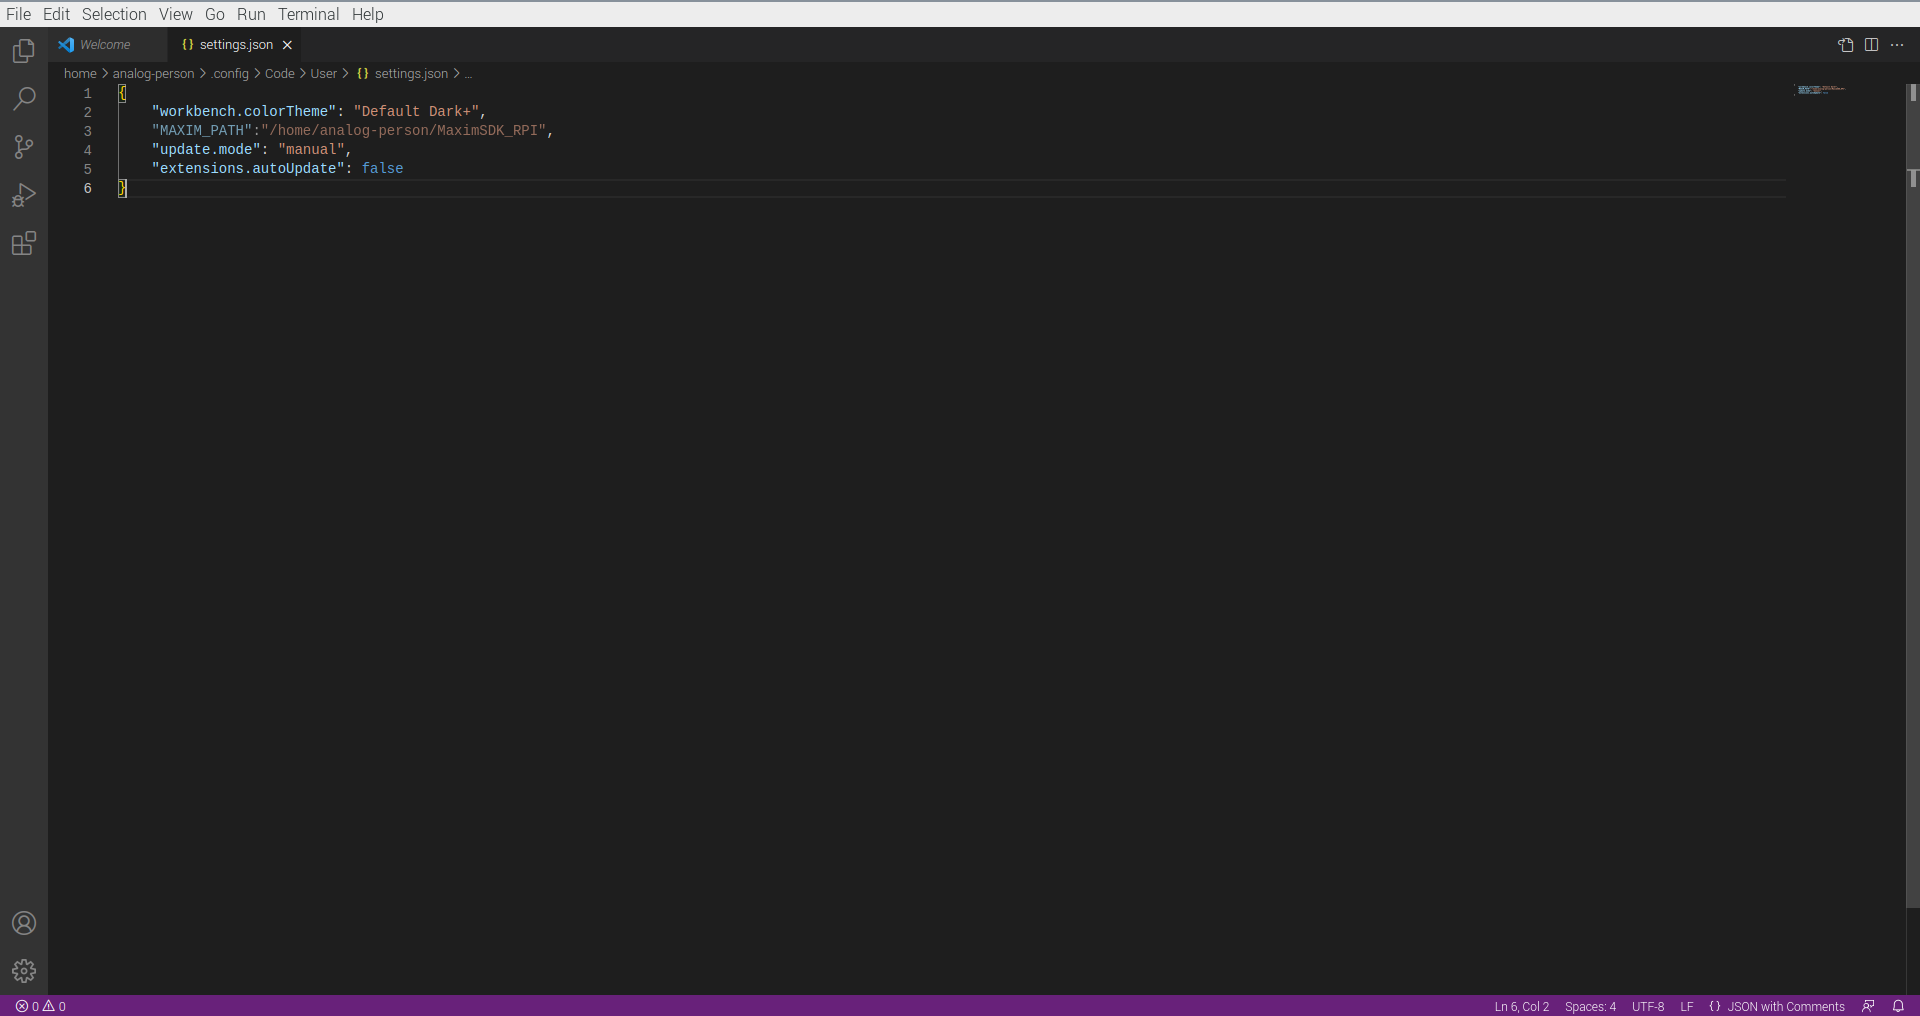 File Edit Selection View Go Run Terminal Help
Welcome {} settings.json
home > analog-person > .config > Code > User > {} settings.json > ...
1 {
2 "workbench.colorTheme": "Default Dark+",
3 "MAXIM_PATH":"/home/analog-person/MaximSDK_RPI",
4 "update.mode": "manual",
5 "extensions.autoUpdate": false
6 }
0 0 Ln 6, Col 2 Spaces: 4 UTF-8 LF {} JSON with Comments